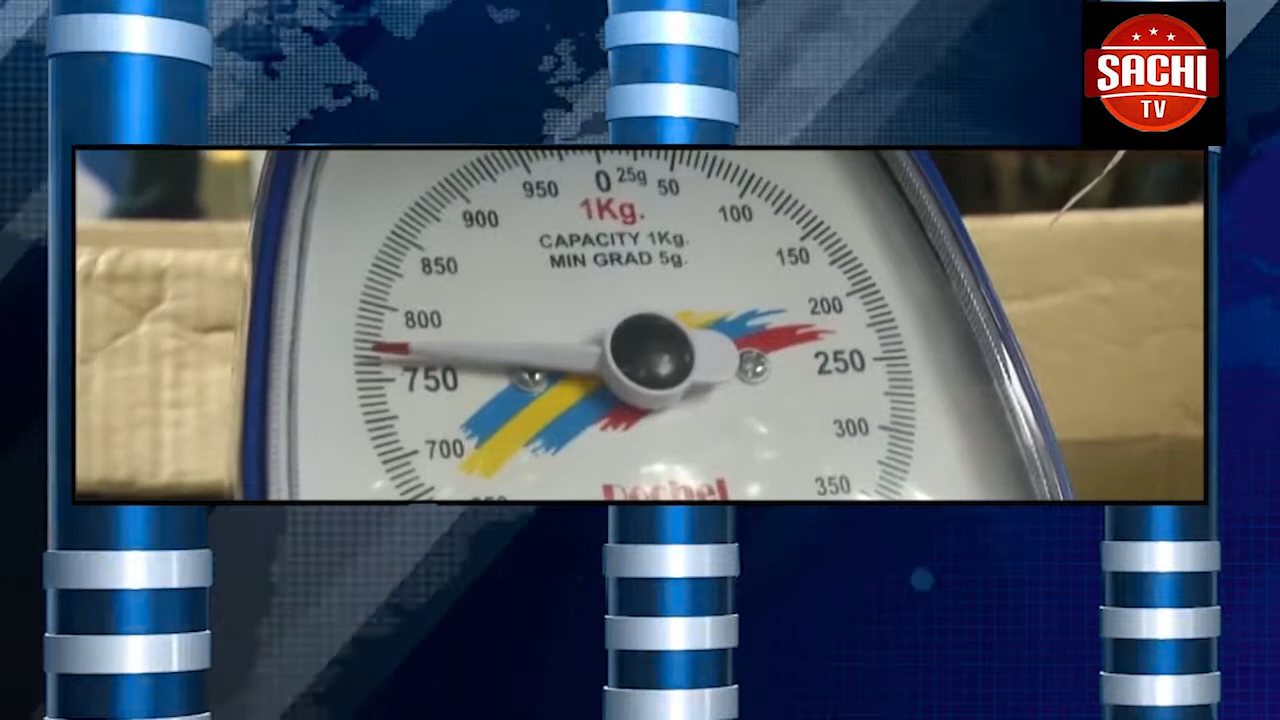 SACHI
TV
950 0 25g 50
900 1Kg. 100
CAPACITY 1Kg.
MIN GRAD 5g.
850 150
800 200
750 250
700 300
350